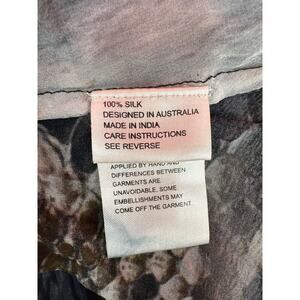 100% SILK
DESIGNED IN AUSTRALIA
MADE IN INDIA
CARE INSTRUCTIONS
SEE REVERSE
APPLIED BY HAND AND
DIFFERENCES BETWEEN
GARMENTS ARE
UNAVOIDABLE, SOME
EMBELLISHMENTS MAY
COME OFF THE GARMENT.